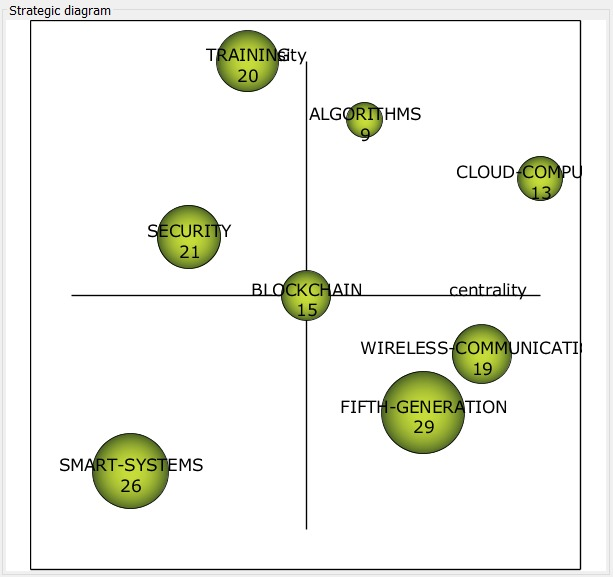 Strategic diagram
TRAINING
20
ALGORITHMS
9
CLOUD-COMPU
13
SECURITY
21
BLOCKCHAIN
15
centrality
WIRELESS-COMMUNICATI
19
FIFTH-GENERATION
29
SMART-SYSTEMS
26